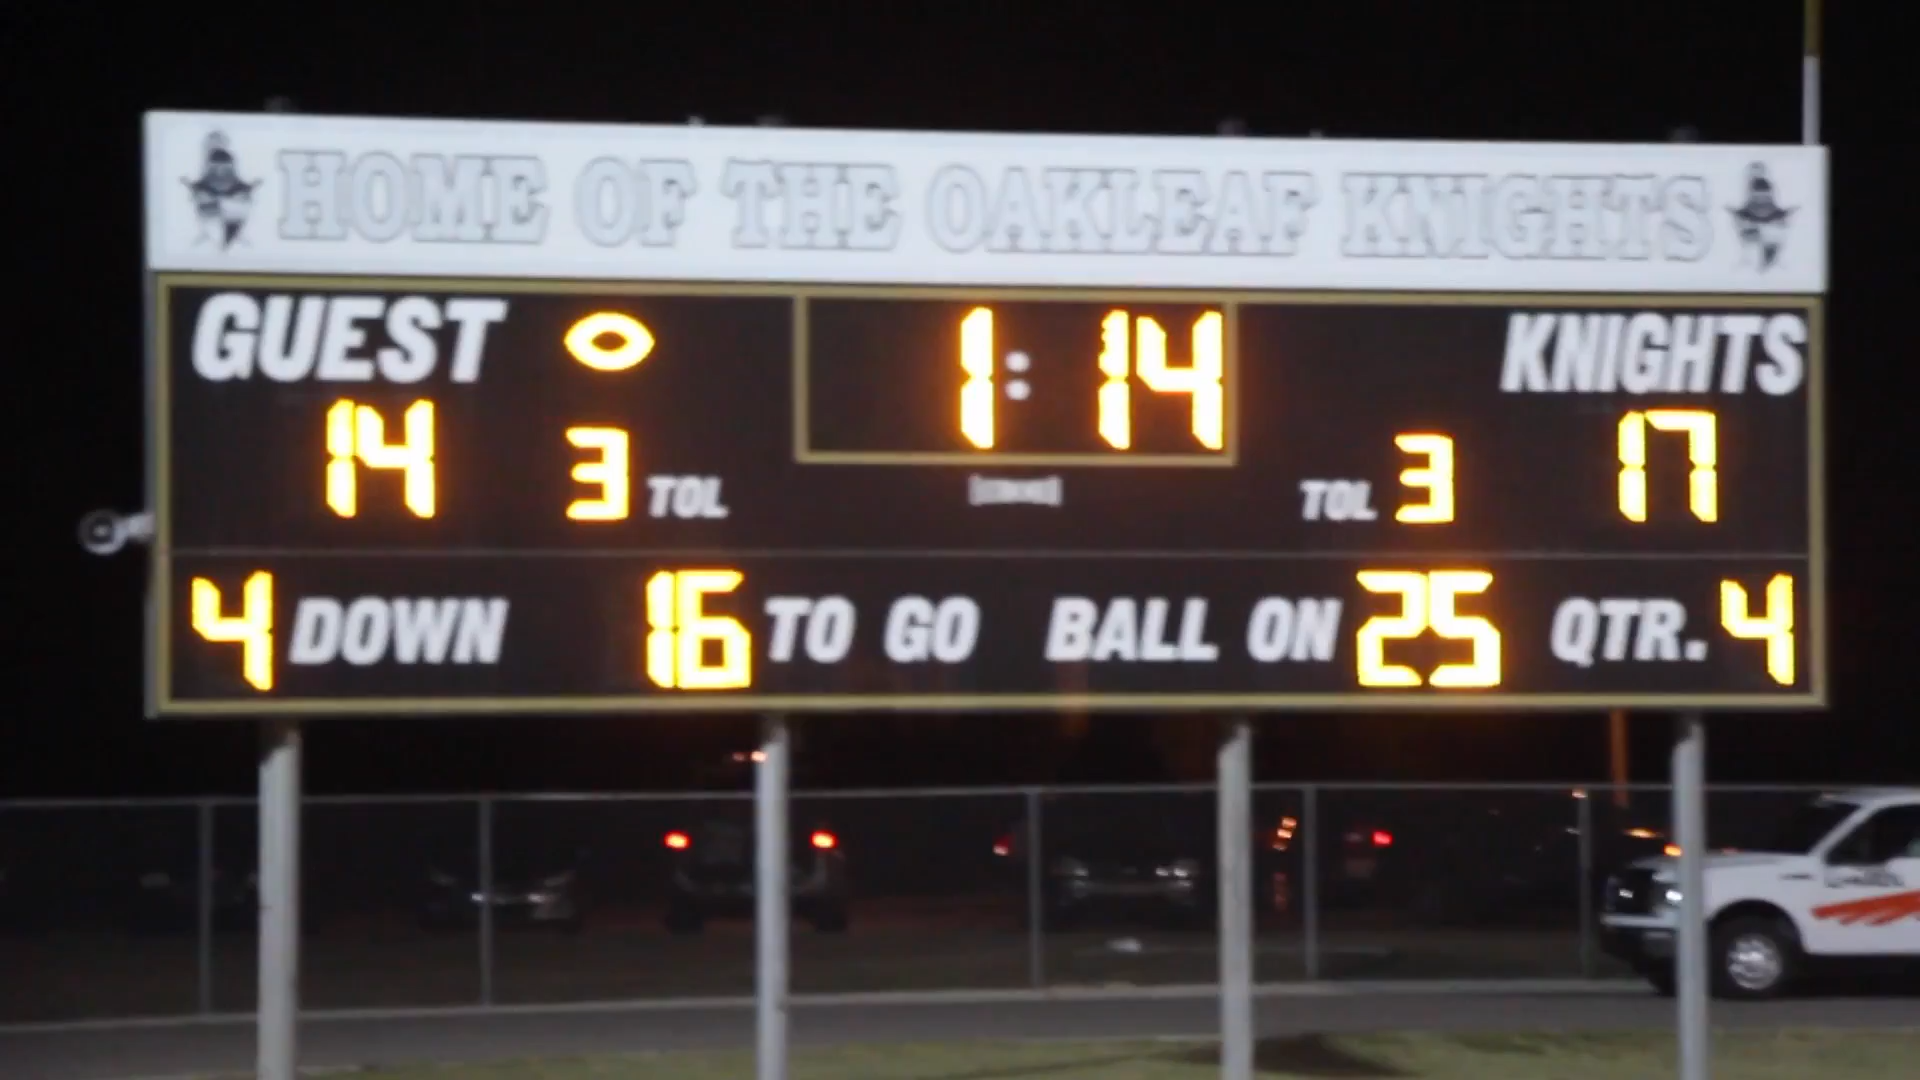 HOME OF THE OAKLEAF KNIGHTS
GUEST 1:14 KNIGHTS
14 3 TOL TOL 3 17
4 DOWN 16 TO GO BALL ON 25 QTR. 4